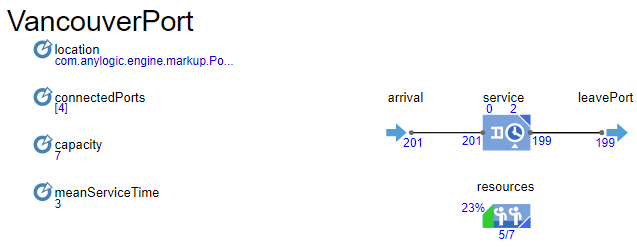 VancouverPort
location
com.anylogic.engine.markup.Po...
connectedPorts
[4]
capacity
7
meanServiceTime
3
arrival service leavePort
0 2
201 201 199 199
resources
23%
5/7